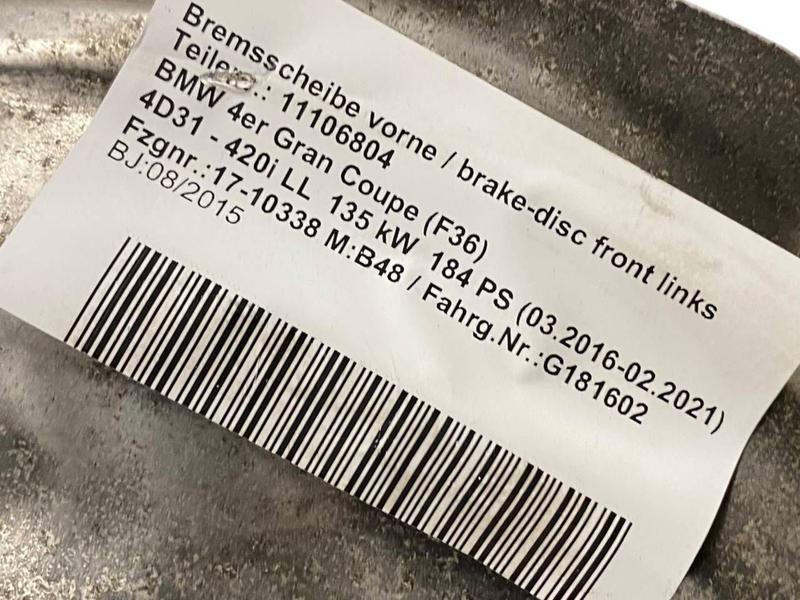 Bremsscheibe vorne / brake-disc front links
Teilenr.: 11106804
BMW 4er Gran Coupe (F36)
4D31 - 420i LL 135 kW 184 PS (03.2016-02.2021)
Fzgnr.:17-10338 M:B48 / Fahrg.Nr.:G181602
BJ:08/2015